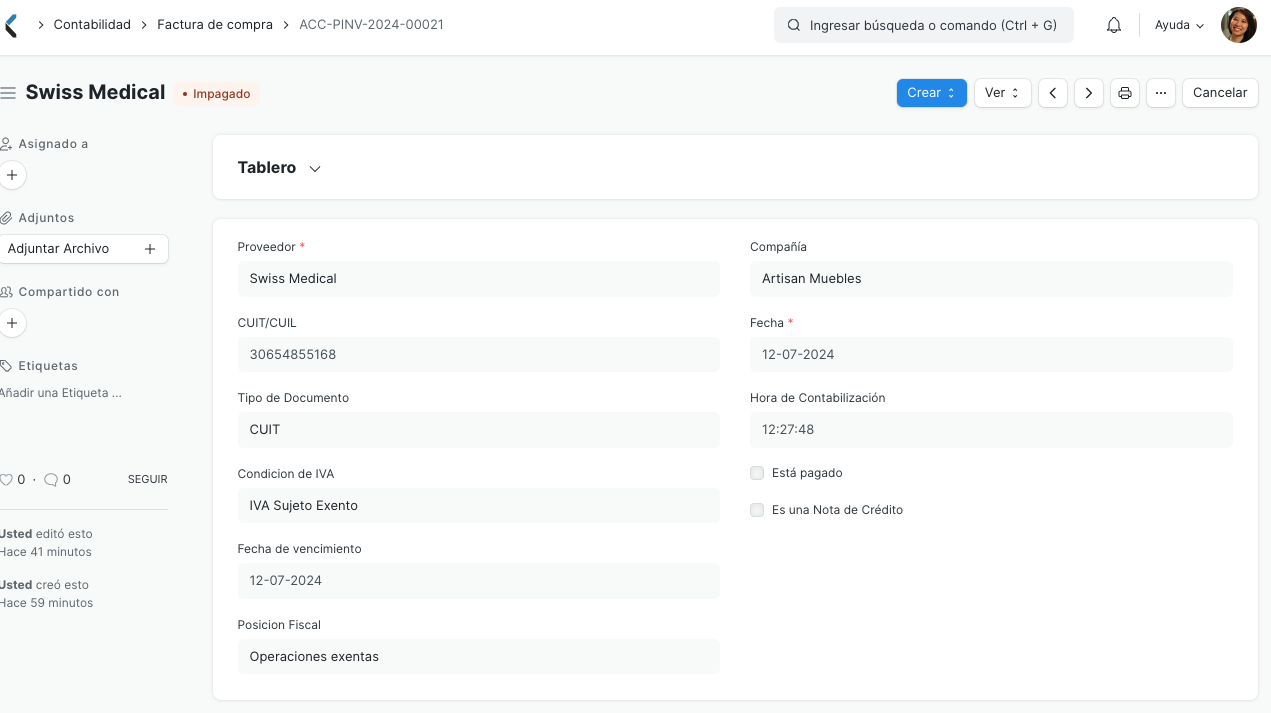 Contabilidad
Factura de compra
ACC-PINV-2024-00021
Ingresar búsqueda o comando (Ctrl + G)
Ayuda
Swiss Medical
• Impagado
Crear
Ver
...
Cancelar
Asignado a
Adjuntos
Adjuntar Archivo
Compartido con
Etiquetas
Añadir una Etiqueta ...
0 · 0 SEGUIR
Usted editó esto
Hace 41 minutos
Usted creó esto
Hace 59 minutos
Tablero
Proveedor *
Swiss Medical
CUIT/CUIL
30654855168
Tipo de Documento
CUIT
Condicion de IVA
IVA Sujeto Exento
Fecha de vencimiento
12-07-2024
Posicion Fiscal
Operaciones exentas
Compañía
Artisan Muebles
Fecha *
12-07-2024
Hora de Contabilización
12:27:48
Está pagado
Es una Nota de Crédito